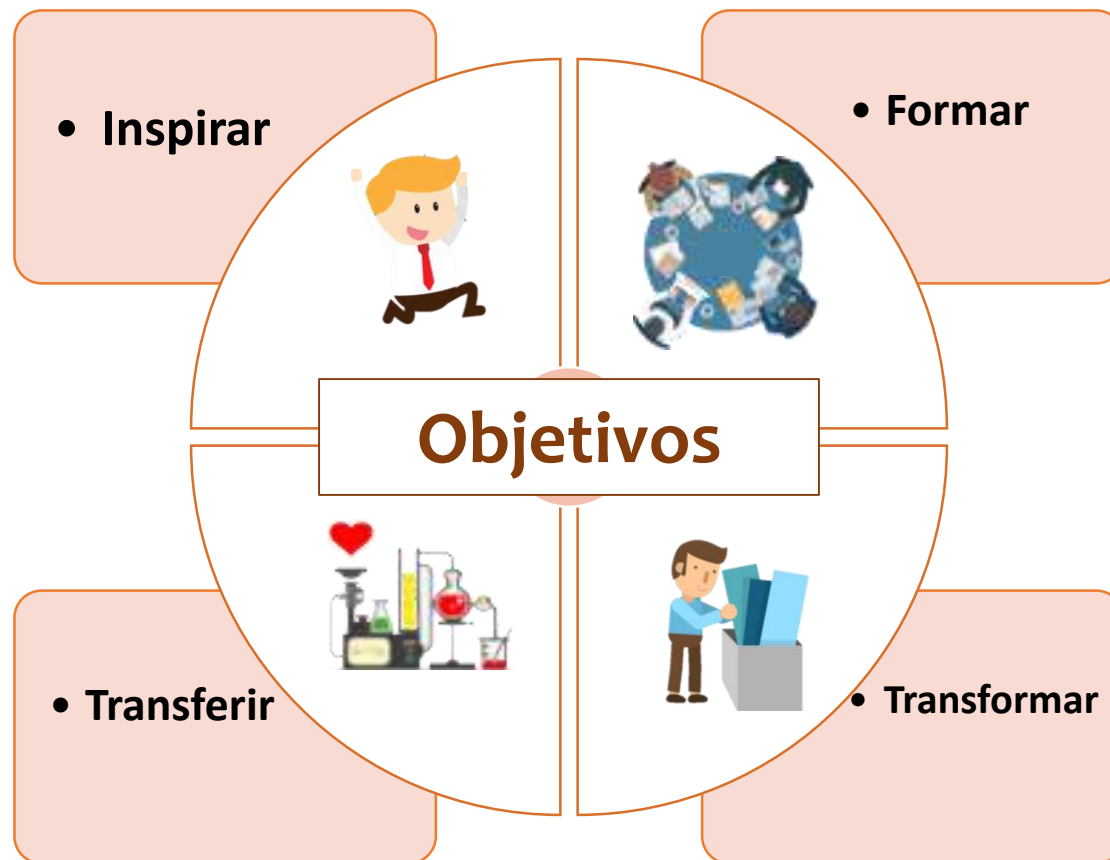 • Inspirar
• Formar
Objetivos
• Transferir
• Transformar